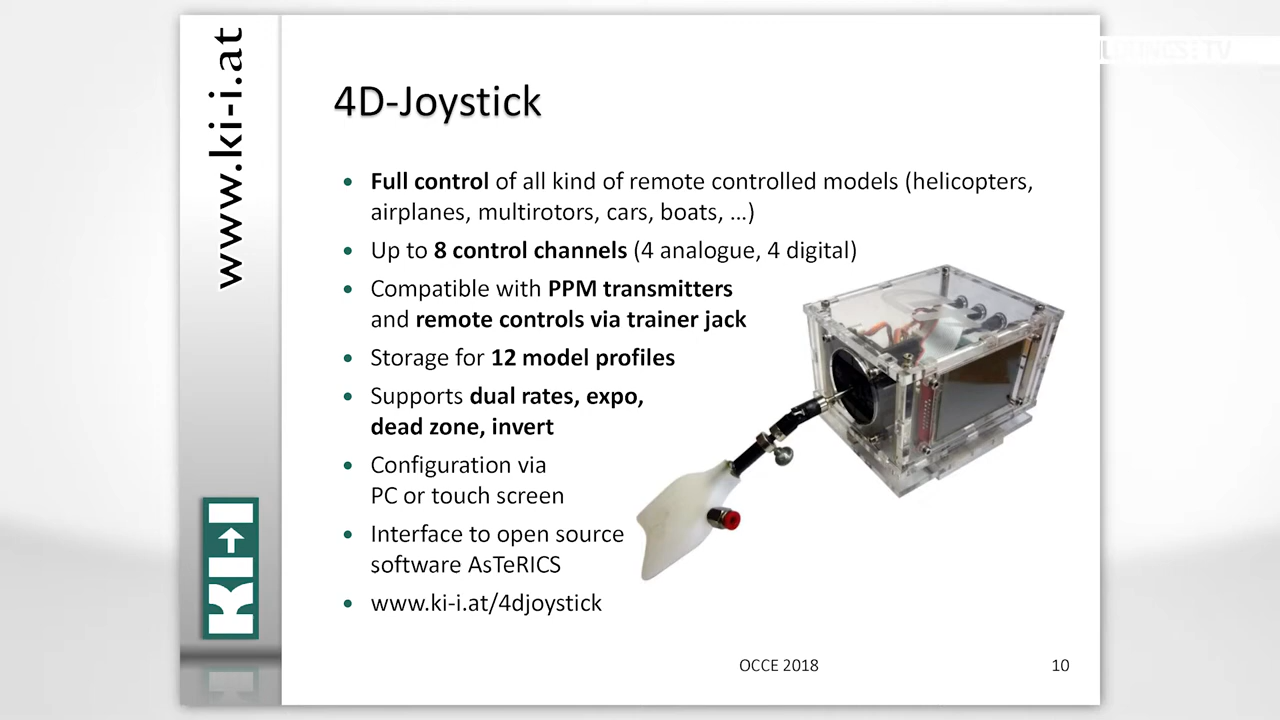 www.ki-i.at
KI-I
4D-Joystick
• Full control of all kind of remote controlled models (helicopters,
airplanes, multirotors, cars, boats, ...)
• Up to 8 control channels (4 analogue, 4 digital)
• Compatible with PPM transmitters
and remote controls via trainer jack
• Storage for 12 model profiles
• Supports dual rates, expo,
dead zone, invert
• Configuration via
PC or touch screen
• Interface to open source
software AsTeRICS
• www.ki-i.at/4djoystick
OCCE 2018
10